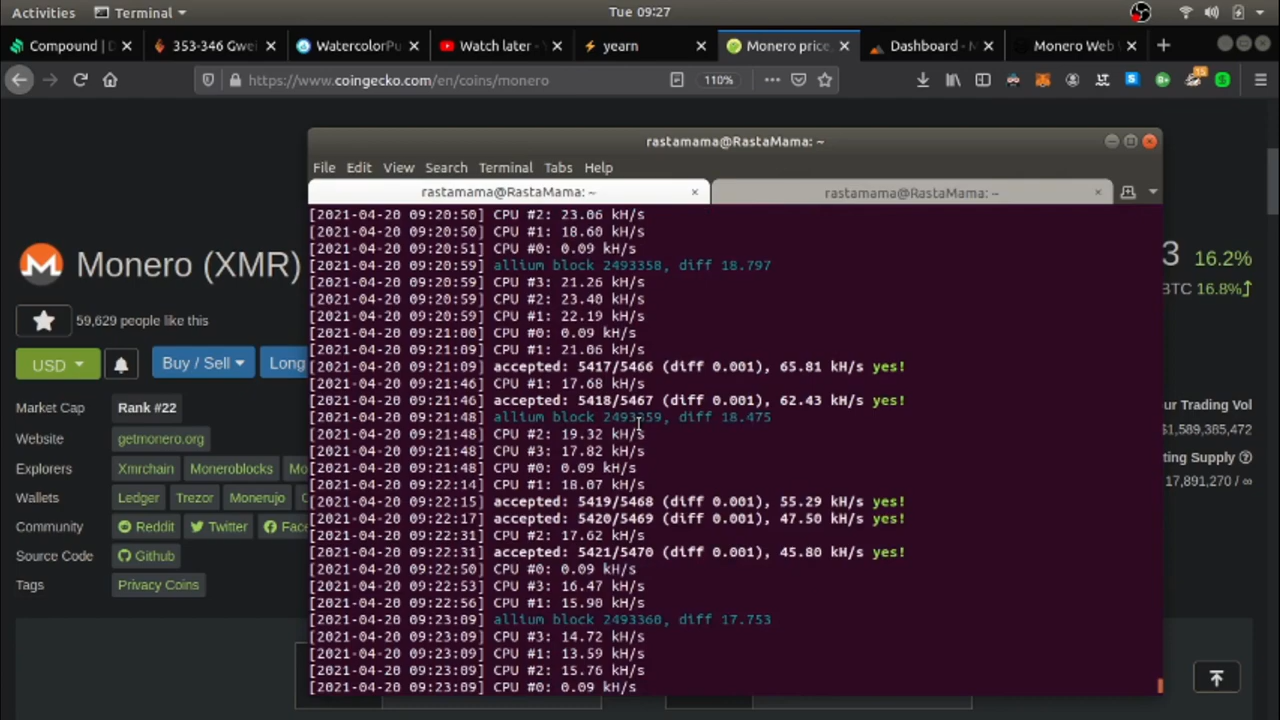 Activities Terminal Tue 09:27
Compound | D 353-346 Gwei WatercolorPu Watch later - Y yearn Monero price, Dashboard - M Monero Web
https://www.coingecko.com/en/coins/monero 110% 15
rastamama@RastaMama: ~
File Edit View Search Terminal Tabs Help
rastamama@RastaMama: ~ rastamama@RastaMama: ~
[2021-04-20 09:20:50] CPU #2: 23.06 kH/s
[2021-04-20 09:20:50] CPU #1: 18.60 kH/s
[2021-04-20 09:20:51] CPU #0: 0.09 kH/s
[2021-04-20 09:20:59] allium block 2493358, diff 18.797
[2021-04-20 09:20:59] CPU #3: 21.26 kH/s
[2021-04-20 09:20:59] CPU #2: 23.40 kH/s
[2021-04-20 09:20:59] CPU #1: 22.19 kH/s
[2021-04-20 09:21:00] CPU #0: 0.09 kH/s
[2021-04-20 09:21:09] CPU #1: 21.06 kH/s
[2021-04-20 09:21:09] accepted: 5417/5466 (diff 0.001), 65.81 kH/s yes!
[2021-04-20 09:21:46] CPU #1: 17.68 kH/s
[2021-04-20 09:21:46] accepted: 5418/5467 (diff 0.001), 62.43 kH/s yes!
[2021-04-20 09:21:48] allium block 2493359, diff 18.475
[2021-04-20 09:21:48] CPU #2: 19.32 kH/s
[2021-04-20 09:21:48] CPU #3: 17.82 kH/s
[2021-04-20 09:21:48] CPU #0: 0.09 kH/s
[2021-04-20 09:22:14] CPU #1: 18.07 kH/s
[2021-04-20 09:22:15] accepted: 5419/5468 (diff 0.001), 55.29 kH/s yes!
[2021-04-20 09:22:17] accepted: 5420/5469 (diff 0.001), 47.50 kH/s yes!
[2021-04-20 09:22:31] CPU #2: 17.62 kH/s
[2021-04-20 09:22:31] accepted: 5421/5470 (diff 0.001), 45.80 kH/s yes!
[2021-04-20 09:22:50] CPU #0: 0.09 kH/s
[2021-04-20 09:22:53] CPU #3: 16.47 kH/s
[2021-04-20 09:22:56] CPU #1: 15.90 kH/s
[2021-04-20 09:23:09] allium block 2493360, diff 17.753
[2021-04-20 09:23:09] CPU #3: 14.72 kH/s
[2021-04-20 09:23:09] CPU #1: 13.59 kH/s
[2021-04-20 09:23:09] CPU #2: 15.76 kH/s
[2021-04-20 09:23:09] CPU #0: 0.09 kH/s
Monero (XMR)
59,629 people like this
USD Buy / Sell Long
Market Cap Rank #22
Website getmonero.org
Explorers Xmrchain Moneroblocks Mo
Wallets Ledger Trezor Monerujo
Community Reddit Twitter Face
Source Code Github
Tags Privacy Coins
3 16.2%
BTC 16.8%
ur Trading Vol
$1,589,385,472
ting Supply
17,891,270 / ∞